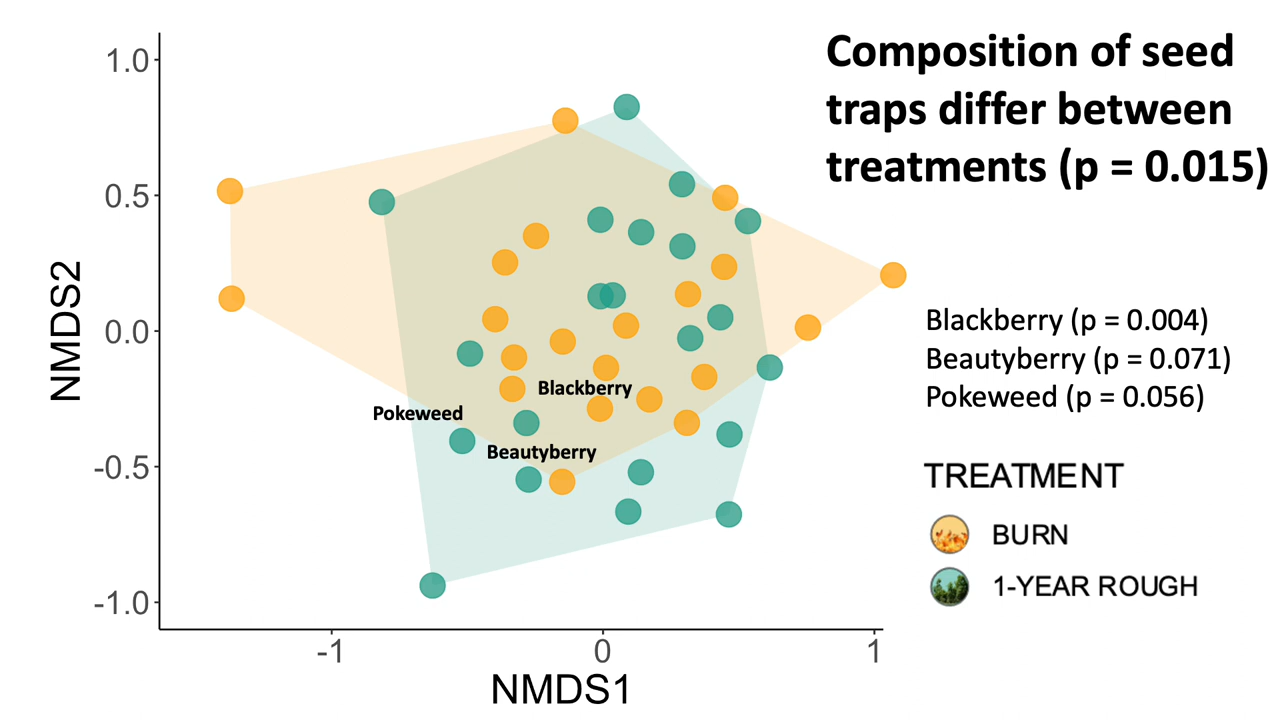 Composition of seed
traps differ between
treatments (p = 0.015)
1.0
0.5
0.0
-0.5
-1.0
NMDS2
Blackberry
Pokeweed
Beautyberry
-1
0
1
NMDS1
Blackberry (p = 0.004)
Beautyberry (p = 0.071)
Pokeweed (p = 0.056)
TREATMENT
BURN
1-YEAR ROUGH